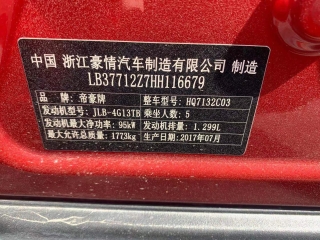 中国 浙江豪情汽车制造有限公司 制造
LB37712Z7HH116679
品牌：帝豪牌 整车型号：HQ7132C03
发动机型号：JLB-4G13TB 乘坐人数：5
发动机最大净功率：95kW 发动机排量：1.299L
最大允许总质量：1773kg 生产日期：2017年07月